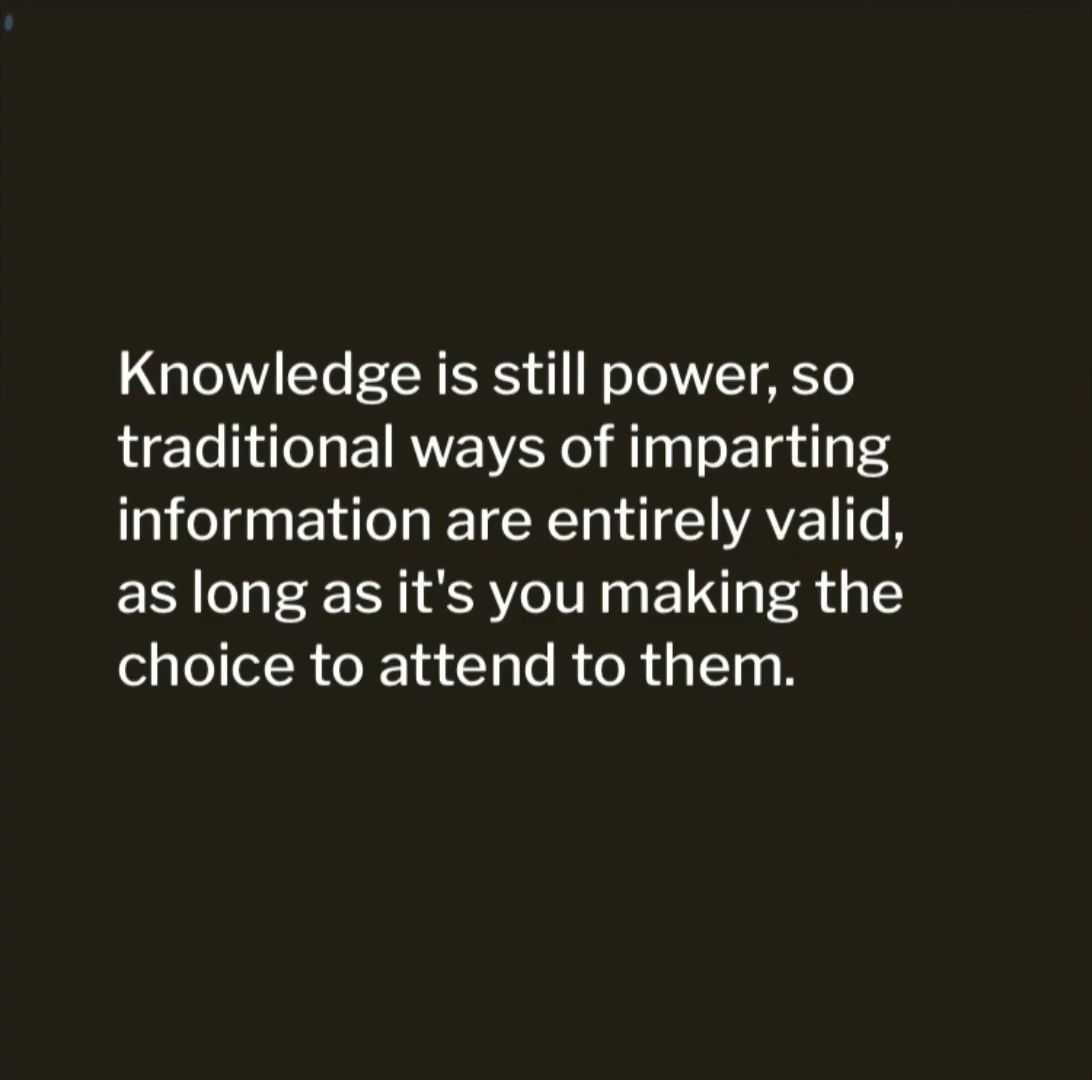 Knowledge is still power, so
traditional ways of imparting
information are entirely valid,
as long as it's you making the
choice to attend to them.